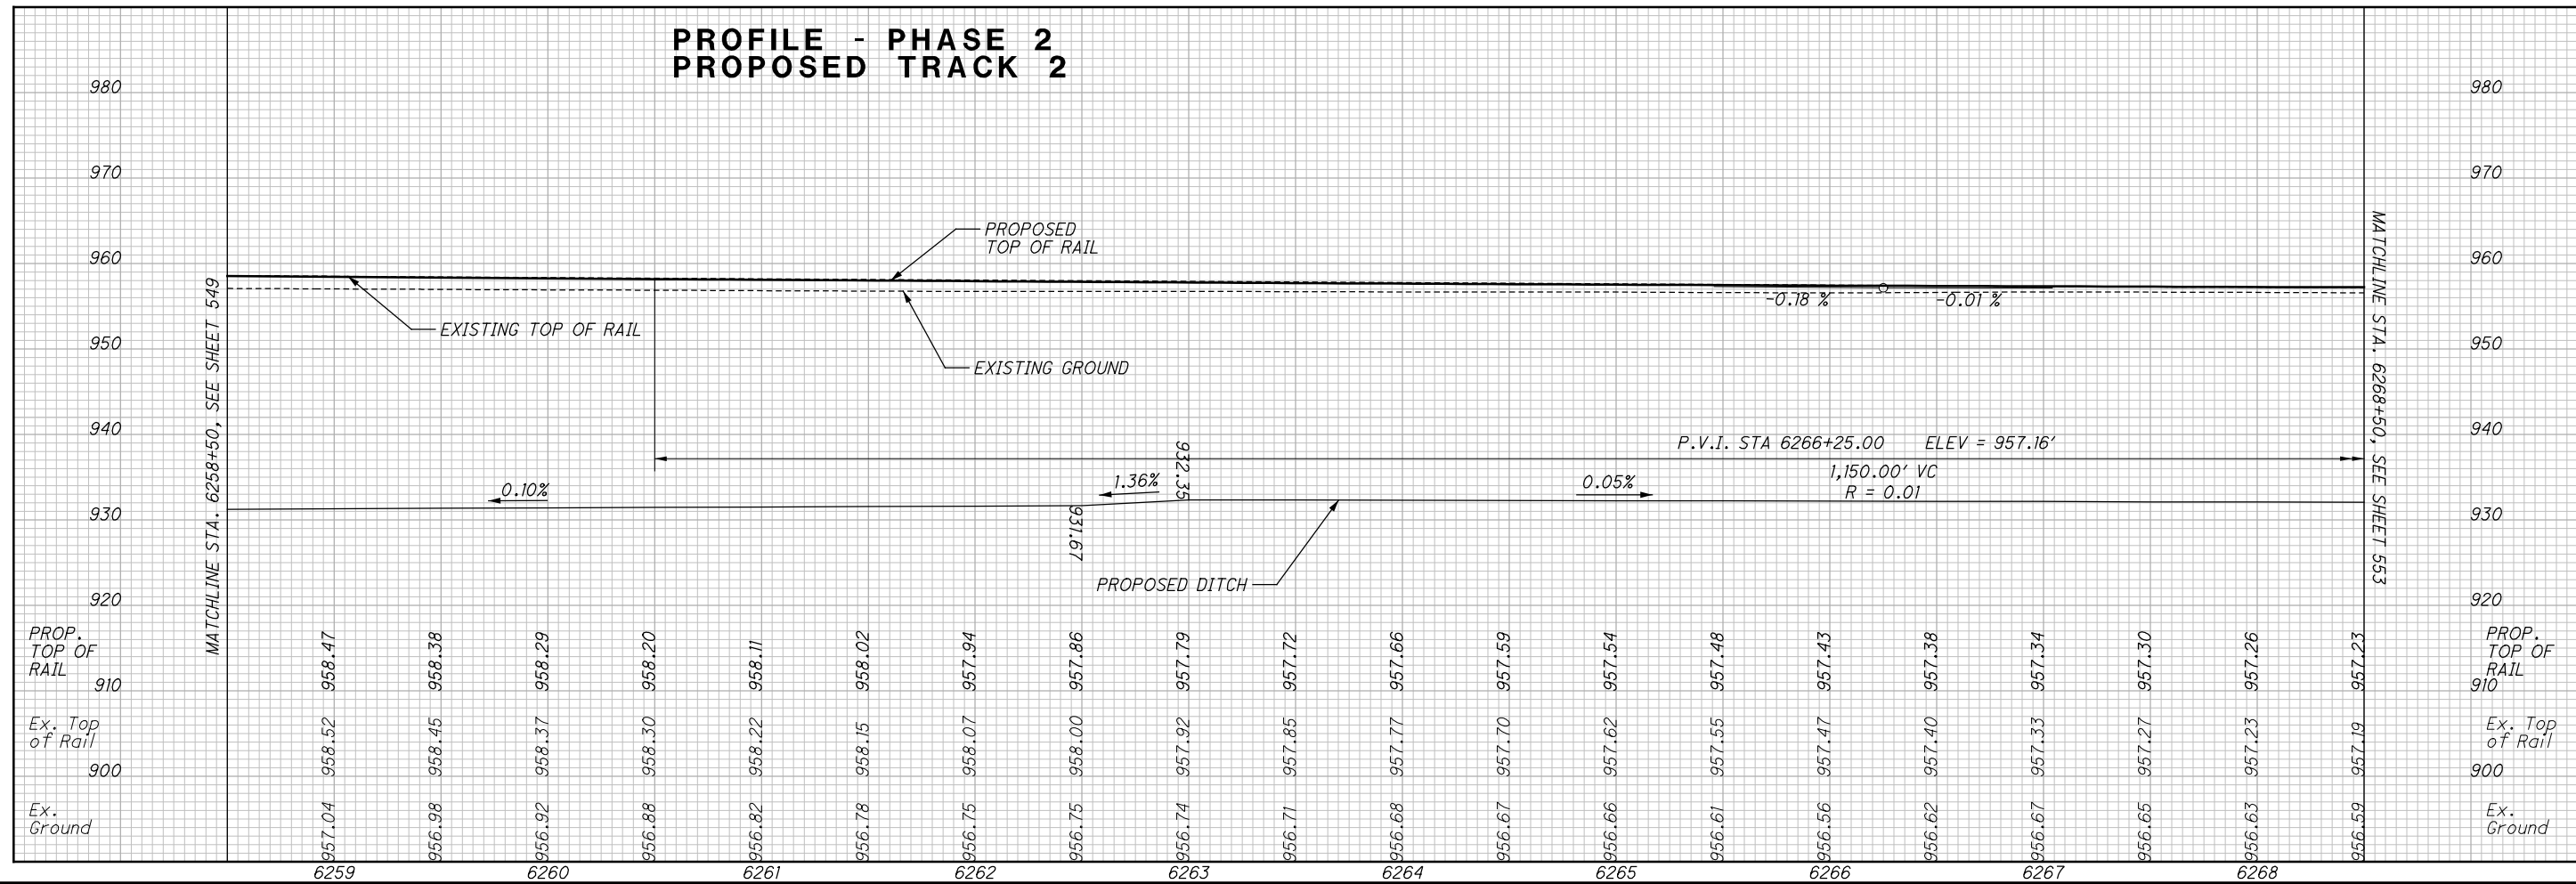 PROFILE - PHASE 2
PROPOSED TRACK 2
980 980
970 970
960 960
950 950
940 940
930 930
920 920
910 910
900 900
MATCHLINE STA. 6258+50, SEE SHEET 549
MATCHLINE STA. 6268+50, SEE SHEET 553
PROPOSED
TOP OF RAIL
EXISTING TOP OF RAIL
EXISTING GROUND
-0.18 % -0.01 %
P.V.I. STA 6266+25.00 ELEV = 957.16'
1,150.00' VC
R = 0.01
0.10%
1.36%
932.35
0.05%
931.67
PROPOSED DITCH
PROP.
TOP OF
RAIL
958.47 958.38 958.29 958.20 958.11 958.02 957.94 957.86 957.79 957.72 957.66 957.59 957.54 957.48 957.43 957.38 957.34 957.30 957.26 957.23
PROP.
TOP OF
RAIL
Ex. Top
of Rail
958.52 958.45 958.37 958.30 958.22 958.15 958.07 958.00 957.92 957.85 957.77 957.70 957.62 957.55 957.47 957.40 957.33 957.27 957.23 957.19
Ex. Top
of Rail
Ex.
Ground
957.04 956.98 956.92 956.88 956.82 956.78 956.75 956.75 956.74 956.71 956.68 956.67 956.66 956.61 956.56 956.62 956.67 956.65 956.63 956.59
Ex.
Ground
6259 6260 6261 6262 6263 6264 6265 6266 6267 6268